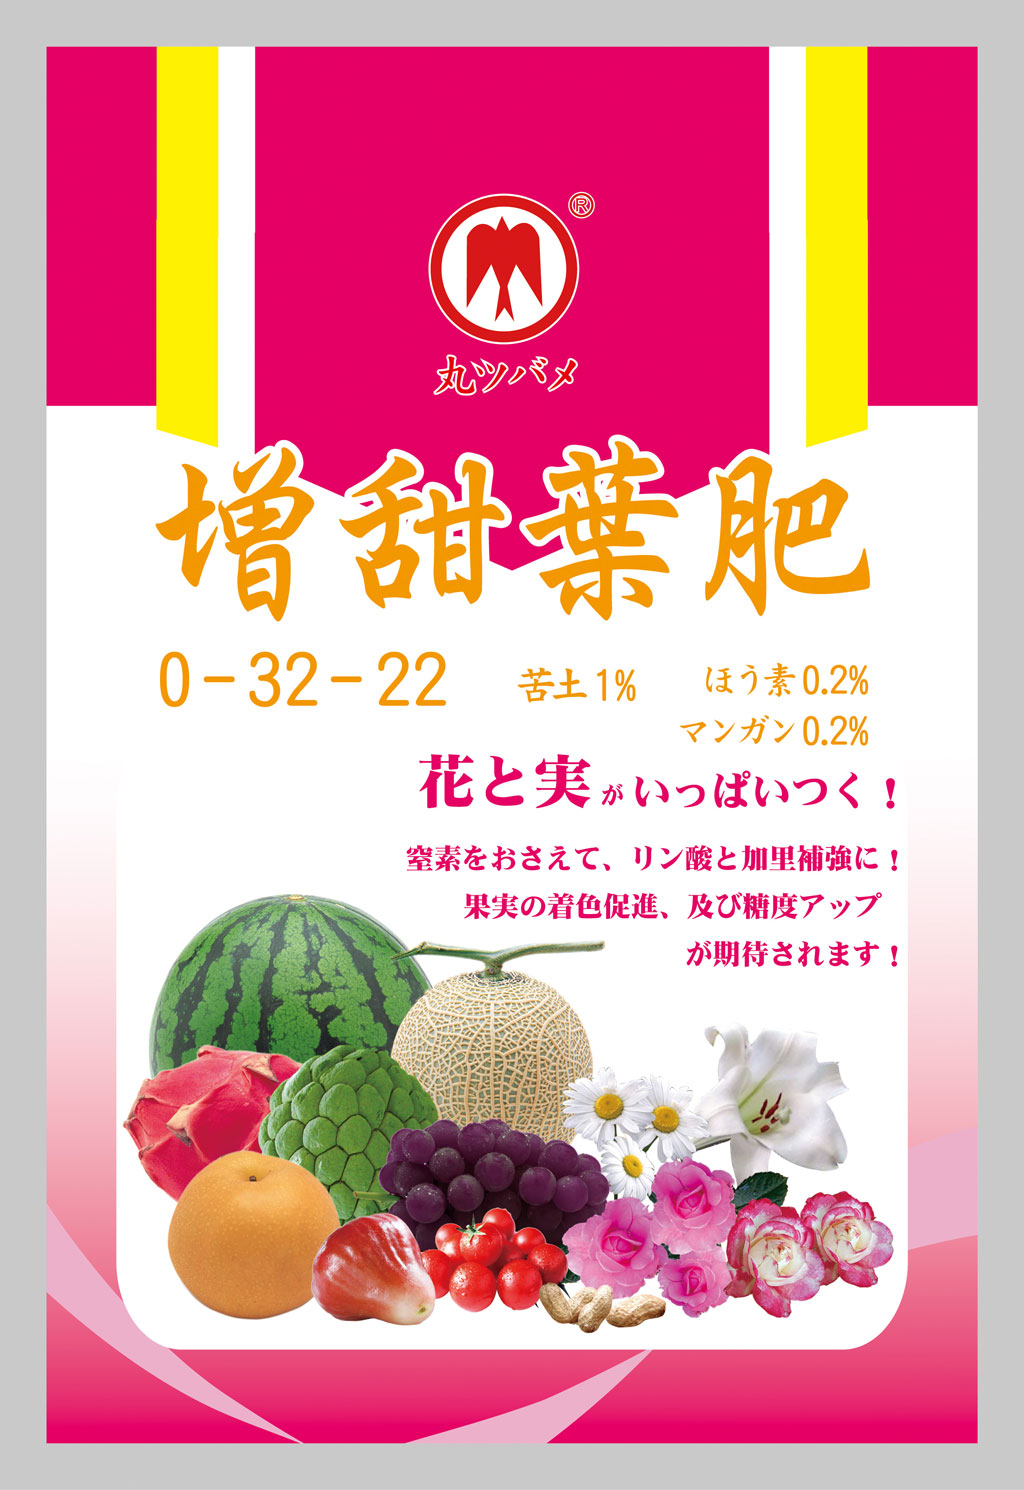 ®
丸ツバメ
増甜葉肥
0-32-22 苦土1% ほう素0.2%
マンガン0.2%
花と実がいっぱいつく！
窒素をおさえて、リン酸と加里補強に！
果実の着色促進、及び糖度アップ
が期待されます！